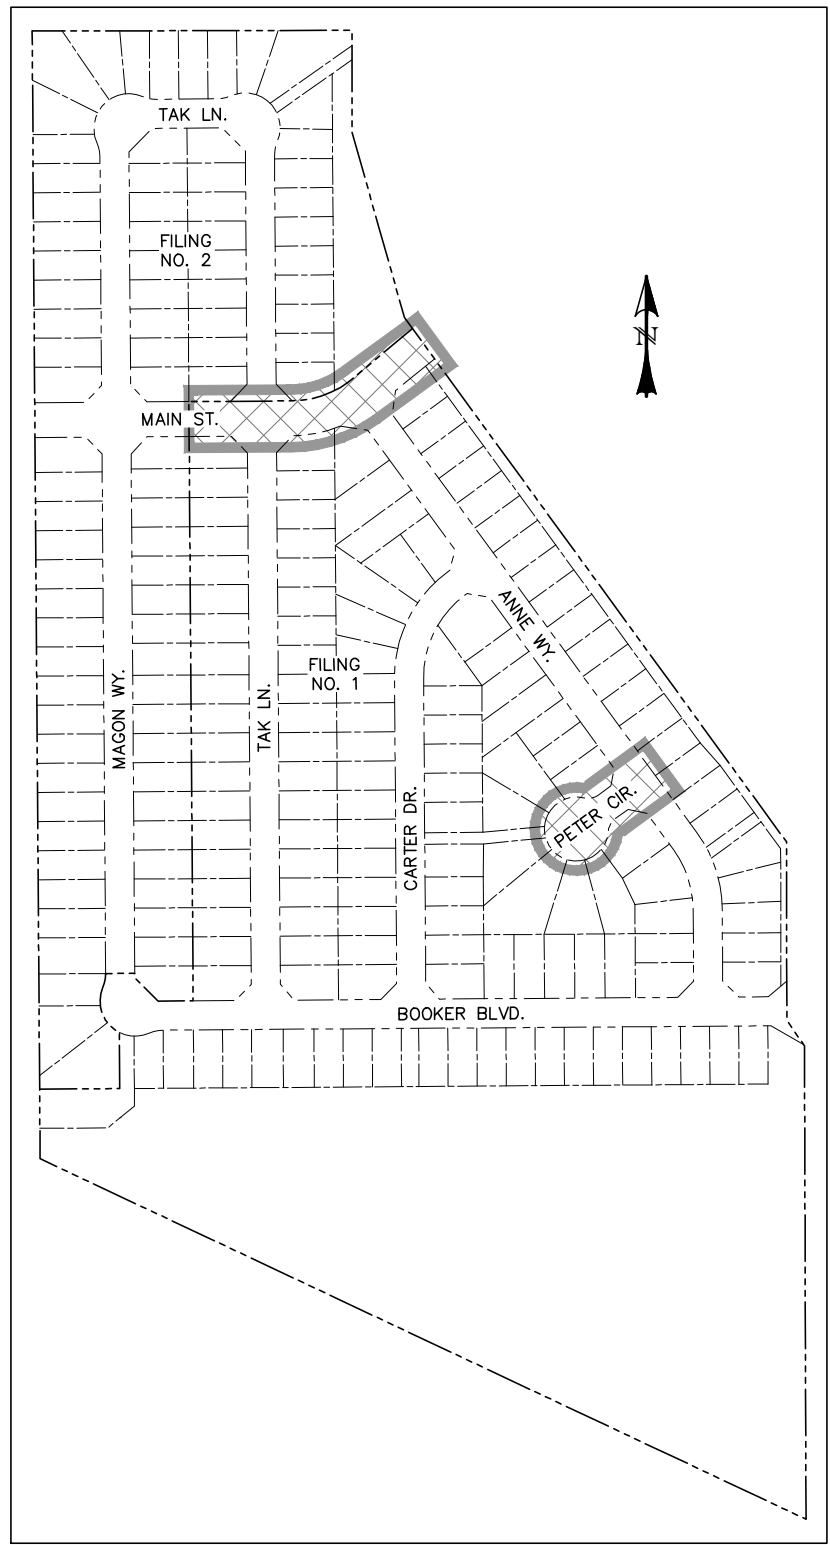 TAK LN.
FILING
NO. 2
N
MAIN ST.
ANNE WY.
FILING
NO. 1
MAGON WY.
TAK LN.
CARTER DR.
PETER CIR.
BOOKER BLVD.